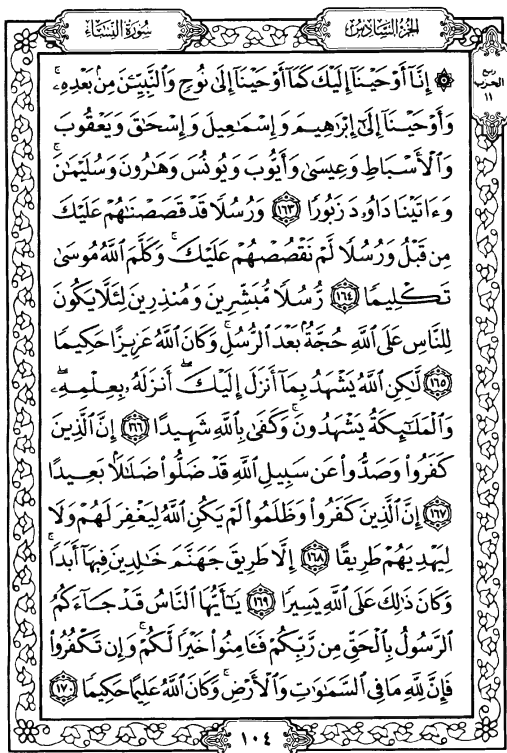 الجزء السادس
سورة النساء
ربع
الحزب
١١
۞ إِنَّآ أَوْحَيْنَآ إِلَيْكَ كَمَآ أَوْحَيْنَآ إِلَىٰ نُوحٍ وَٱلنَّبِيِّـۧنَ مِنۢ بَعْدِهِۦۚ
وَأَوْحَيْنَآ إِلَىٰٓ إِبْرَٰهِيمَ وَإِسْمَـٰعِيلَ وَإِسْحَـٰقَ وَيَعْقُوبَ
وَٱلْأَسْبَاطِ وَعِيسَىٰ وَأَيُّوبَ وَيُونُسَ وَهَـٰرُونَ وَسُلَيْمَـٰنَۚ
وَءَاتَيْنَا دَاوُۥدَ زَبُورًا ١٦٣ وَرُسُلًا قَدْ قَصَصْنَـٰهُمْ عَلَيْكَ
مِن قَبْلُ وَرُسُلًا لَّمْ نَقْصُصْهُمْ عَلَيْكَۚ وَكَلَّمَ ٱللَّهُ مُوسَىٰ
تَكْلِيمًا ١٦٤ رُّسُلًا مُّبَشِّرِينَ وَمُنذِرِينَ لِئَلَّا يَكُونَ
لِلنَّاسِ عَلَى ٱللَّهِ حُجَّةٌۢ بَعْدَ ٱلرُّسُلِۚ وَكَانَ ٱللَّهُ عَزِيزًا حَكِيمًا
١٦٥ لَّـٰكِنِ ٱللَّهُ يَشْهَدُ بِمَآ أَنزَلَ إِلَيْكَۖ أَنزَلَهُۥ بِعِلْمِهِۦۖ
وَٱلْمَلَـٰٓئِكَةُ يَشْهَدُونَۚ وَكَفَىٰ بِٱللَّهِ شَهِيدًا ١٦٦ إِنَّ ٱلَّذِينَ
كَفَرُوا۟ وَصَدُّوا۟ عَن سَبِيلِ ٱللَّهِ قَدْ ضَلُّوا۟ ضَلَـٰلًۢا بَعِيدًا
١٦٧ إِنَّ ٱلَّذِينَ كَفَرُوا۟ وَظَلَمُوا۟ لَمْ يَكُنِ ٱللَّهُ لِيَغْفِرَ لَهُمْ وَلَا
لِيَهْدِيَهُمْ طَرِيقًا ١٦٨ إِلَّا طَرِيقَ جَهَنَّمَ خَـٰلِدِينَ فِيهَآ أَبَدًاۚ
وَكَانَ ذَٰلِكَ عَلَى ٱللَّهِ يَسِيرًا ١٦٩ يَـٰٓأَيُّهَا ٱلنَّاسُ قَدْ جَآءَكُمُ
ٱلرَّسُولُ بِٱلْحَقِّ مِن رَّبِّكُمْ فَـَٔامِنُوا۟ خَيْرًا لَّكُمْۚ وَإِن تَكْفُرُوا۟
فَإِنَّ لِلَّهِ مَا فِى ٱلسَّمَـٰوَٰتِ وَٱلْأَرْضِۚ وَكَانَ ٱللَّهُ عَلِيمًا حَكِيمًا ١٧٠
١٠٤